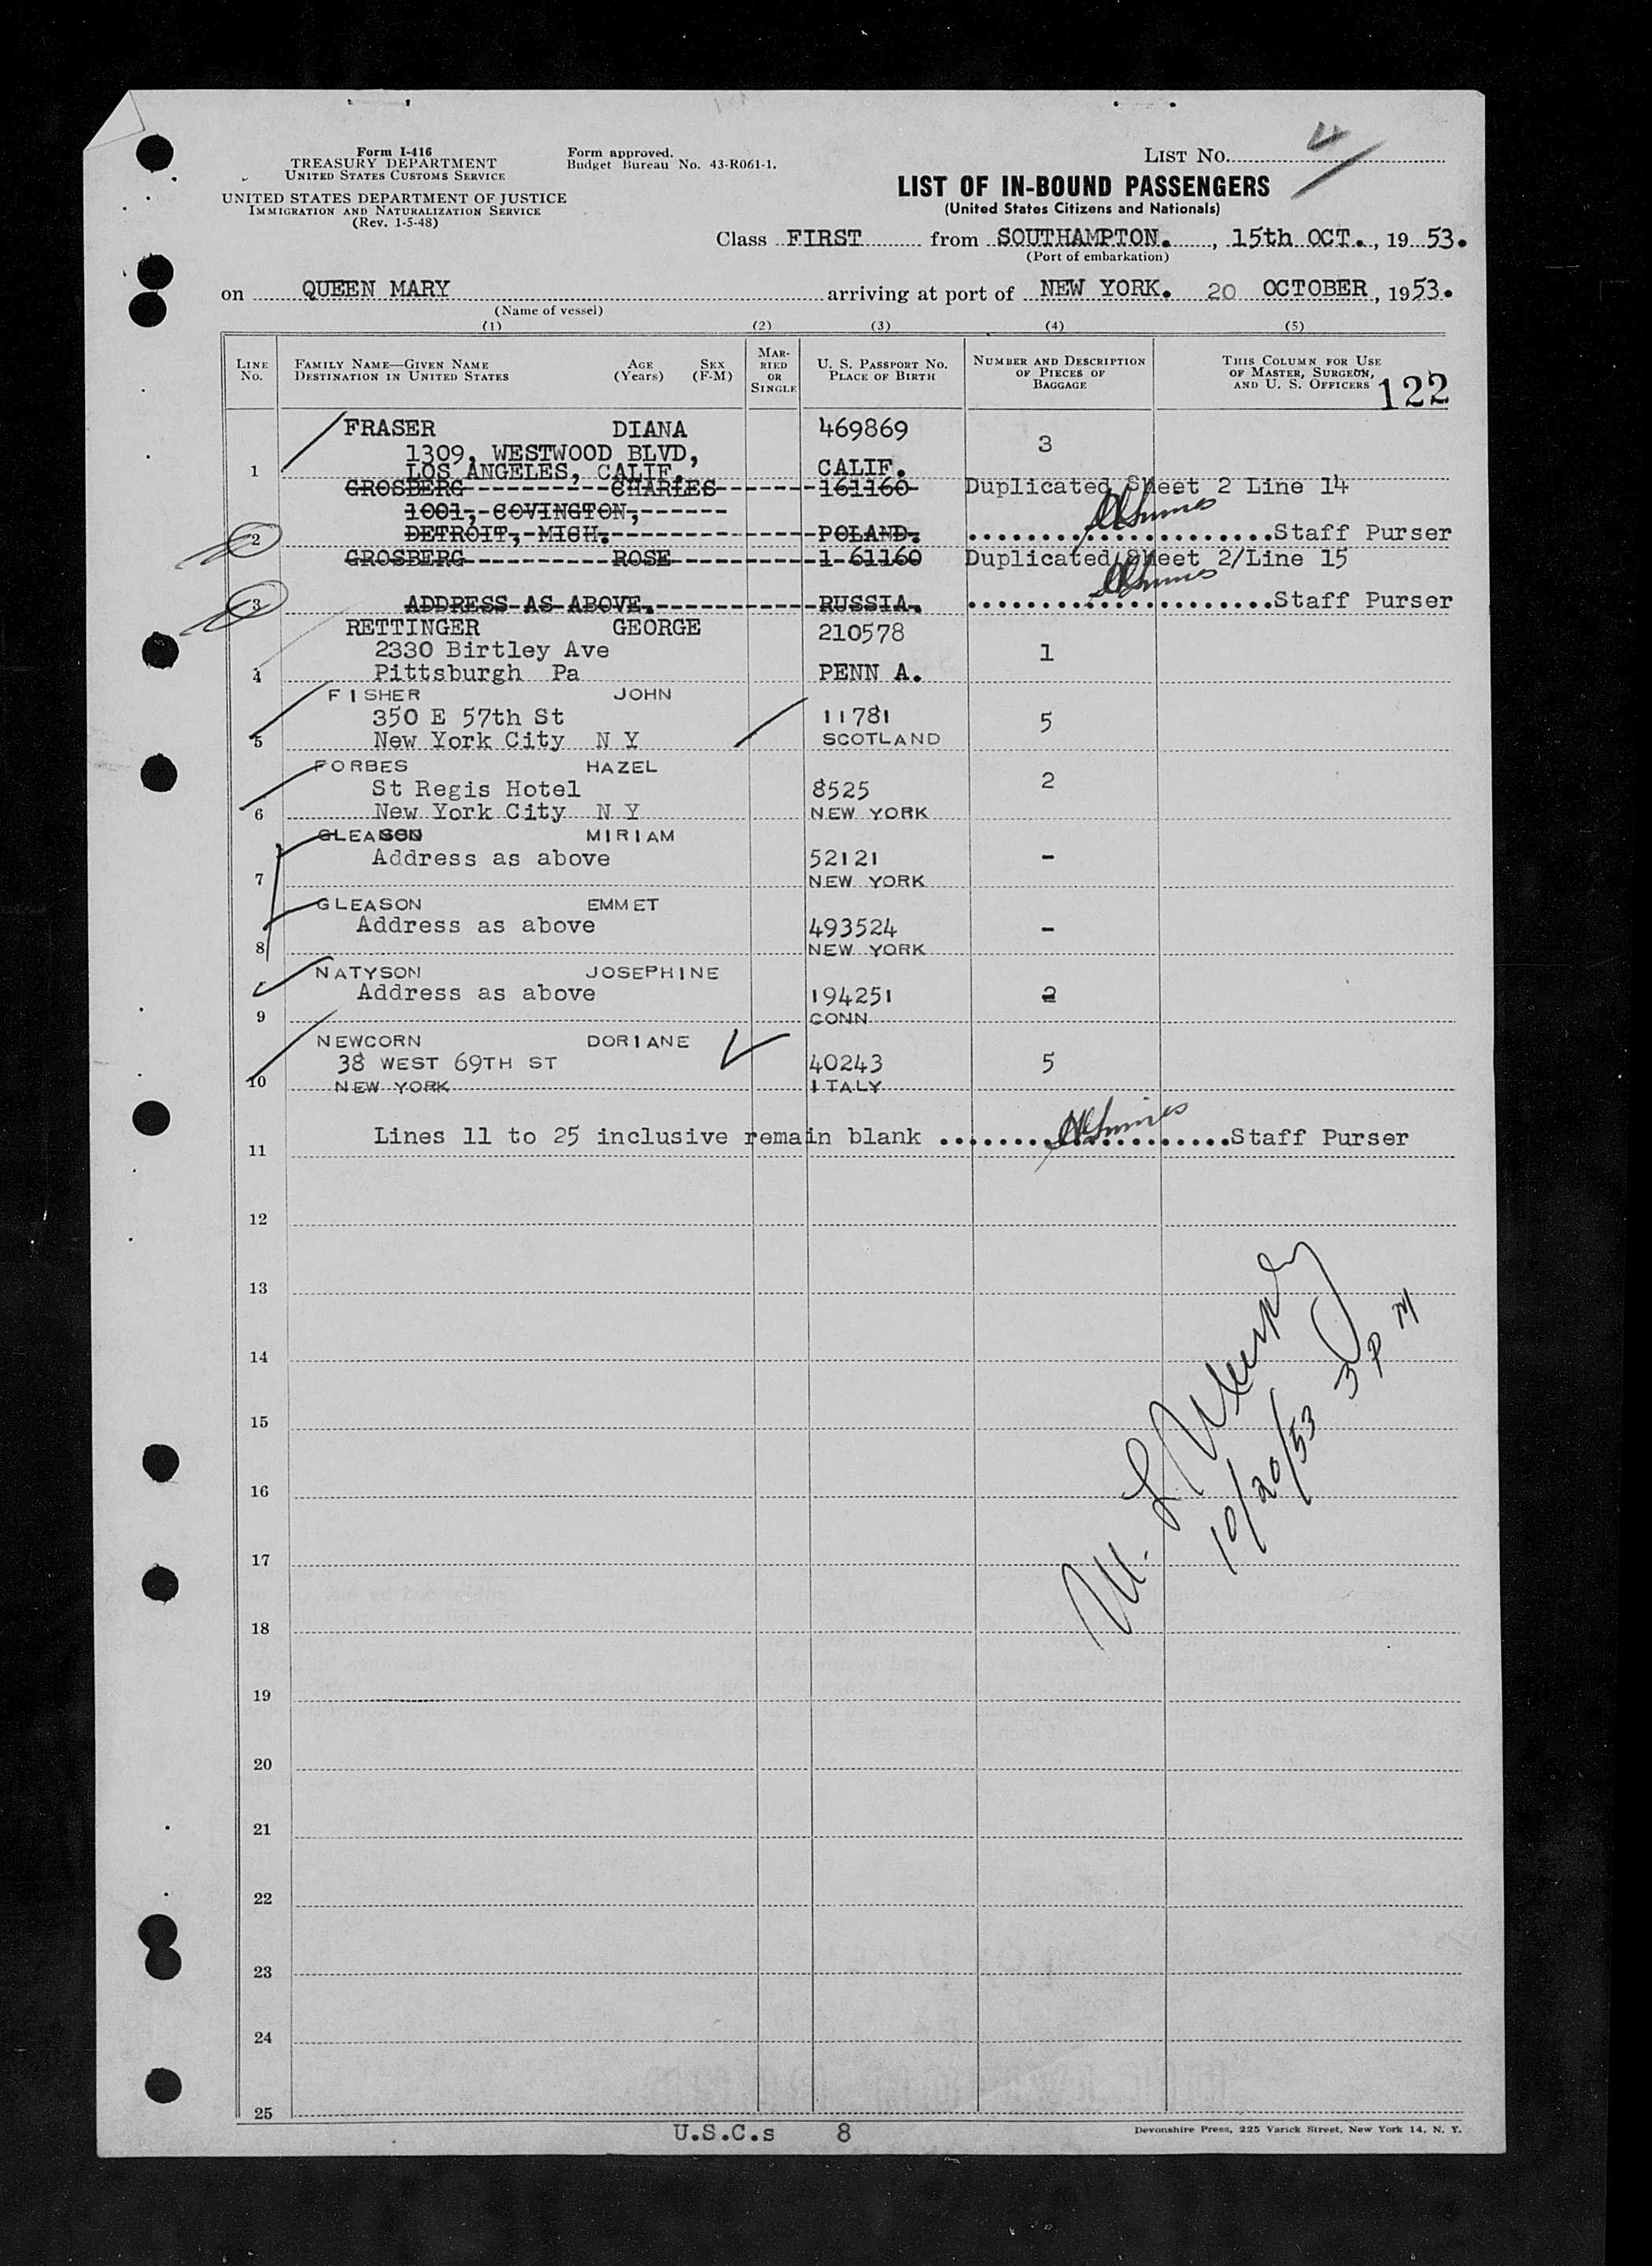 Form I-416
TREASURY DEPARTMENT
UNITED STATES CUSTOMS SERVICE
UNITED STATES DEPARTMENT OF JUSTICE
IMMIGRATION AND NATURALIZATION SERVICE
(Rev. 1-5-48)
Form approved.
Budget Bureau No. 43-R061-1.
LIST No. 4
LIST OF IN-BOUND PASSENGERS
(United States Citizens and Nationals)
Class FIRST from SOUTHAMPTON. , 15th OCT. , 19 53.
(Port of embarkation)
on QUEEN MARY arriving at port of NEW YORK. 20 OCTOBER , 1953.
(Name of vessel)
(1) (2) (3) (4) (5)
LINE No. FAMILY NAME—GIVEN NAME DESTINATION IN UNITED STATES AGE (Years) SEX (F-M) MARRIED OR SINGLE U. S. PASSPORT No. PLACE OF BIRTH NUMBER AND DESCRIPTION OF PIECES OF BAGGAGE THIS COLUMN FOR USE OF MASTER, SURGEON, AND U. S. OFFICERS
122
FRASER DIANA 469869 3
1309, WESTWOOD BLVD,
1 LOS ANGELES, CALIF. CALIF.
GROSBERG CHARLES 161160 Duplicated Sheet 2 Line 14
1001, COVINGTON,
2 DETROIT, MICH. POLAND. Staff Purser
GROSBERG ROSE 1 61160 Duplicated Sheet 2/Line 15
3 ADDRESS AS ABOVE. RUSSIA. Staff Purser
RETTINGER GEORGE 210578
2330 Birtley Ave 1
4 Pittsburgh Pa PENN A.
FISHER JOHN
350 E 57th St 11781 5
5 New York City N Y SCOTLAND
FORBES HAZEL
St Regis Hotel 8525 2
6 New York City N Y NEW YORK
GLEASON MIRIAM
Address as above 52121 -
7 NEW YORK
GLEASON EMMET
Address as above 493524 -
8 NEW YORK
NATYSON JOSEPHINE
Address as above 194251 2
9 CONN
NEWCORN DORIANE
38 WEST 69TH ST 40243 5
10 NEW YORK ITALY
Lines 11 to 25 inclusive remain blank Staff Purser
11
12
13
14
15
16
17
18
19
20
21
22
23
24
25
M. L. Murphy
10/20/53 3 PM
U.S.C.s 8
Devonshire Press, 225 Varick Street, New York 14, N. Y.